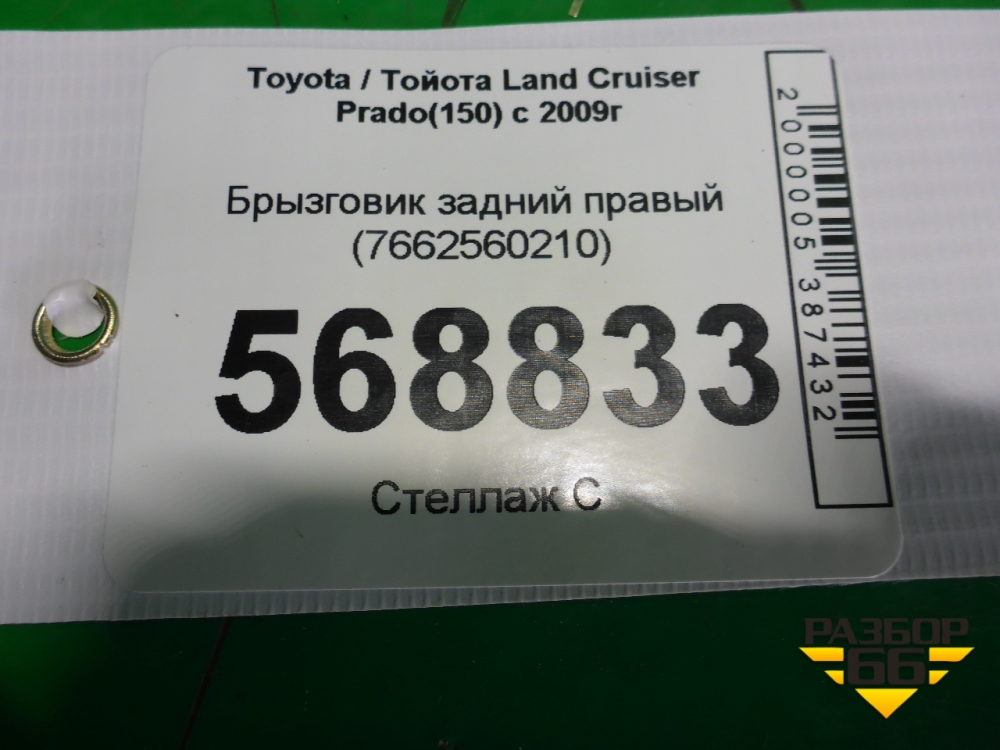 Toyota / Тойота Land Cruiser
Prado(150) с 2009г
Брызговик задний правый
(7662560210)
568833
Стеллаж С
2000005387432
РАЗБОР
66